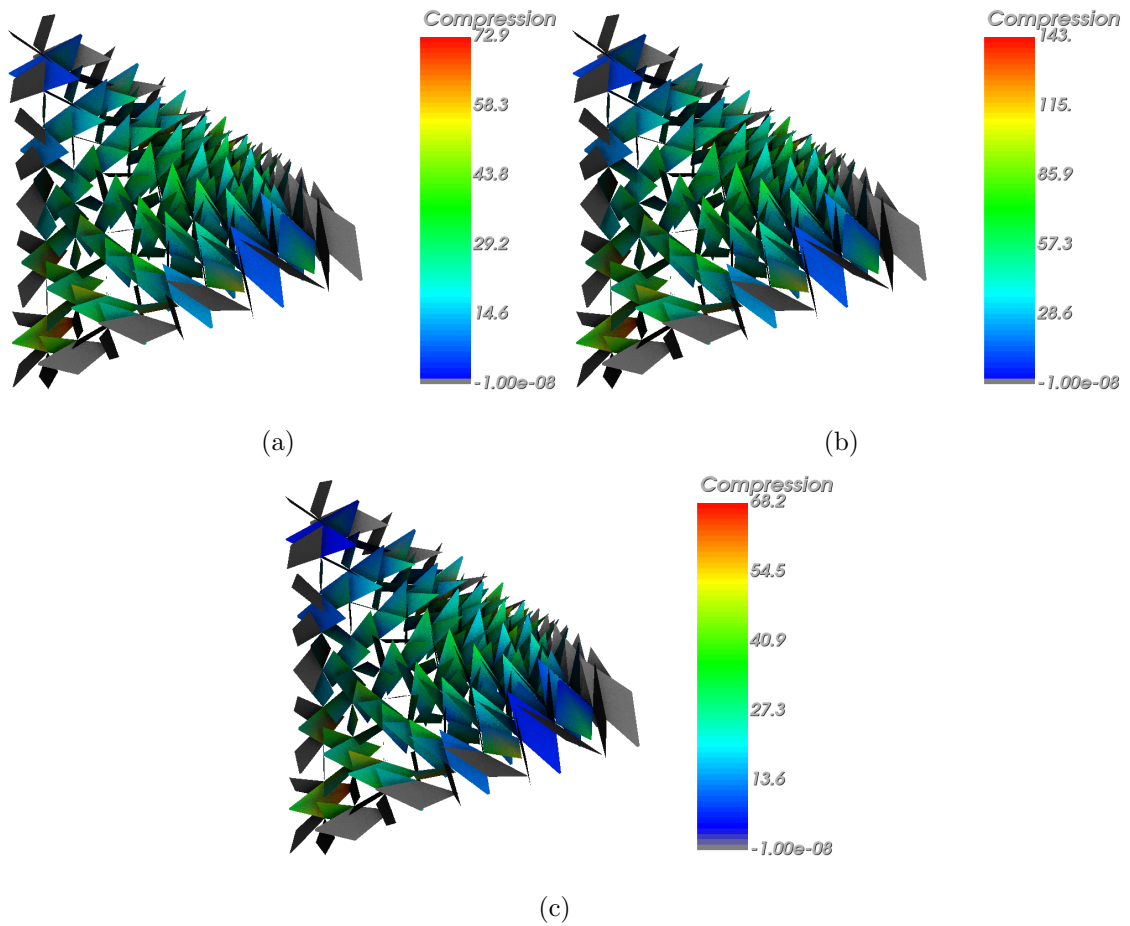 Compression
72.9
58.3
43.8
29.2
14.6
-1.00e-08
(a)
Compression
143.
115.
85.9
57.3
28.6
-1.00e-08
(b)
Compression
68.2
54.5
40.9
27.3
13.6
-1.00e-08
(c)